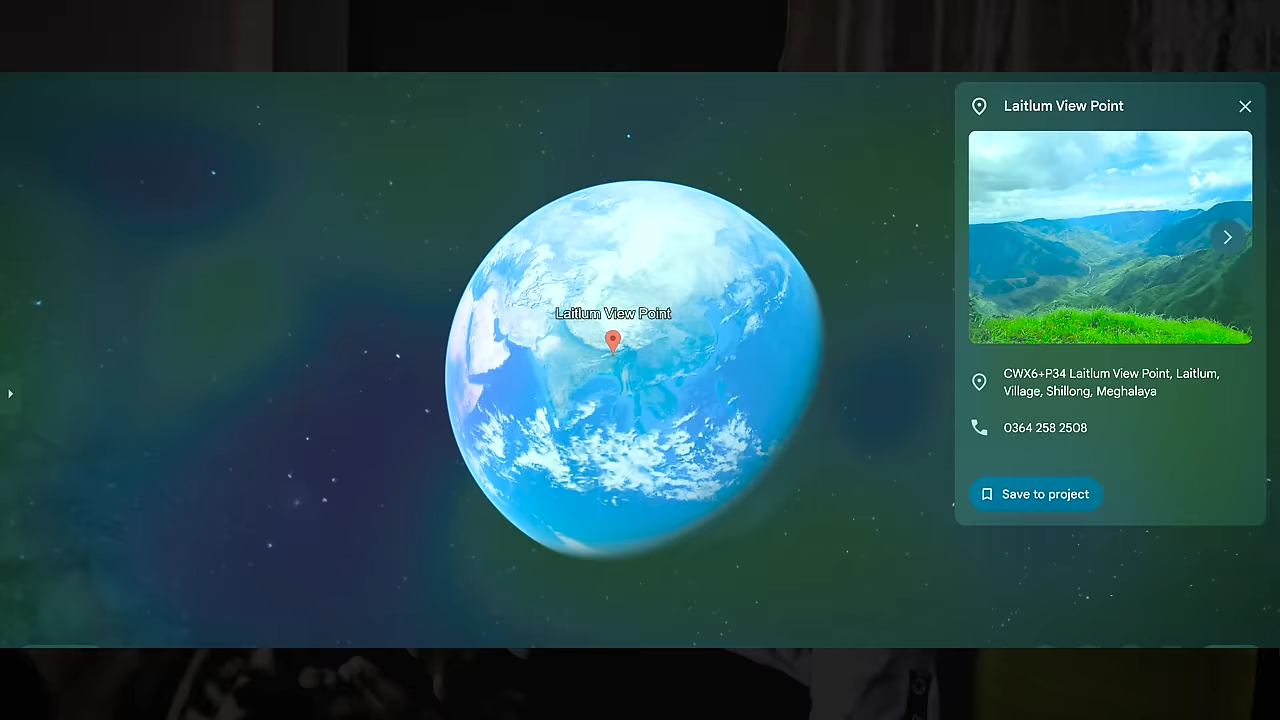 Laitlum View Point
Laitlum View Point
CWX6+P34 Laitlum View Point, Laitlum,
Village, Shillong, Meghalaya
0364 258 2508
Save to project